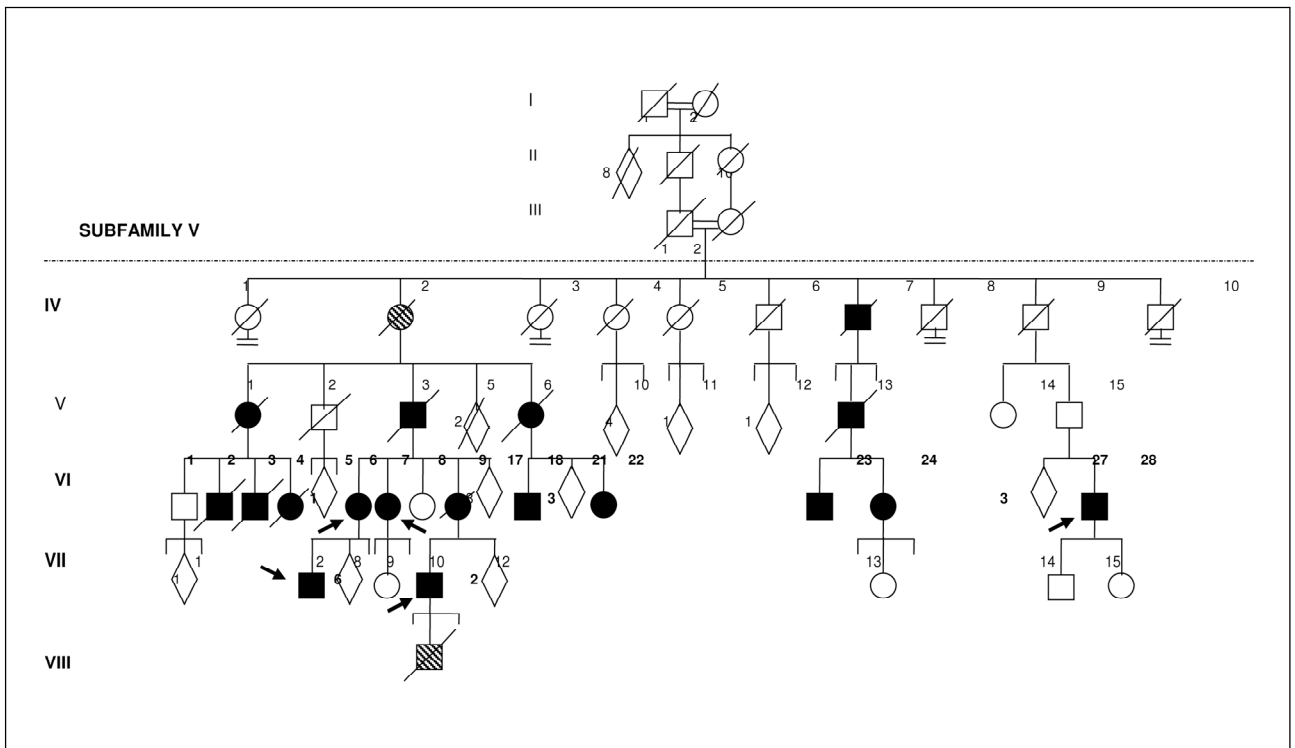 I
1 2
II
8 10
III
SUBFAMILY V
1 2
IV
1 2 3 4 5 6 7 8 9 10
V
1 2 3 5 6 10 11 12 13 14 15
2 4 1 1
VI
1 2 3 4 5 6 7 8 9 17 18 21 22 23 24 27 28
1 3 3 3
VII
1 2 8 9 10 12 13 14 15
1 6 2
VIII